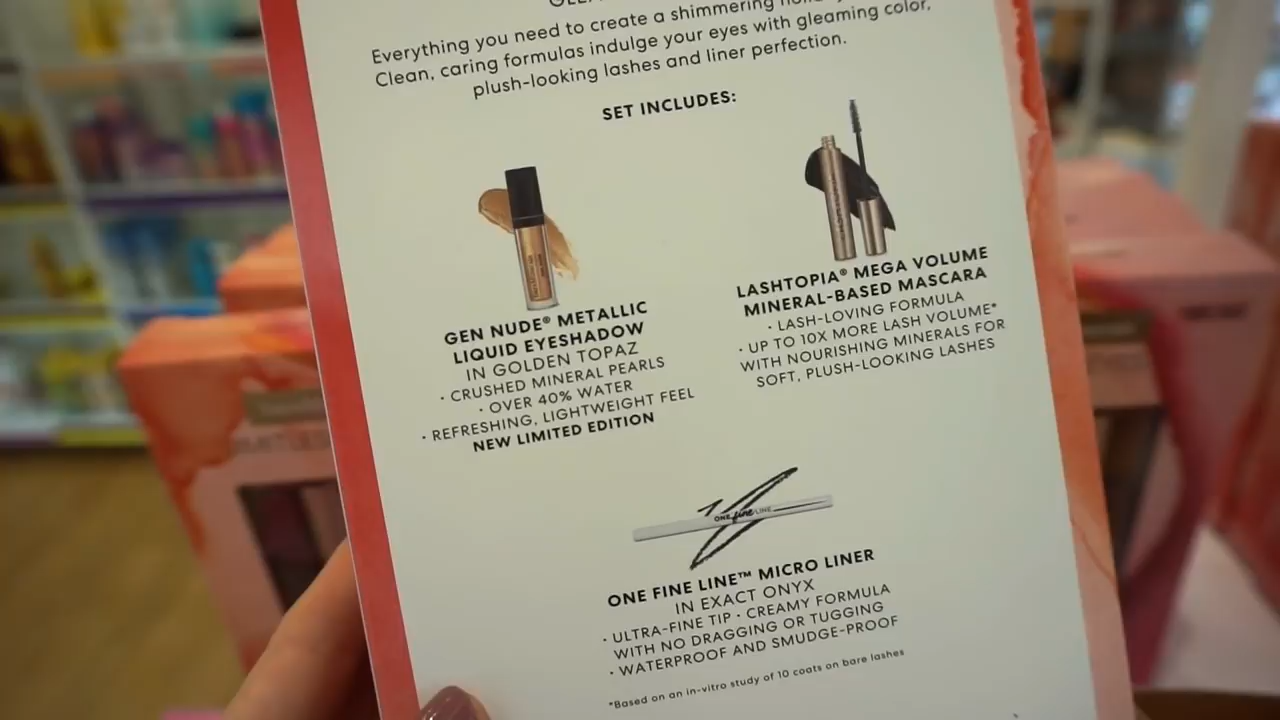 Everything you need to create a shimmering
Clean, caring formulas indulge your eyes with gleaming color,
plush-looking lashes and liner perfection.
SET INCLUDES:
GEN NUDE® METALLIC
LIQUID EYESHADOW
IN GOLDEN TOPAZ
· CRUSHED MINERAL PEARLS
· OVER 40% WATER
· REFRESHING, LIGHTWEIGHT FEEL
NEW LIMITED EDITION
LASHTOPIA® MEGA VOLUME
MINERAL-BASED MASCARA
· LASH-LOVING FORMULA
· UP TO 10X MORE LASH VOLUME*
WITH NOURISHING MINERALS FOR
SOFT, PLUSH-LOOKING LASHES
ONE fine LINE
ONE FINE LINE™ MICRO LINER
IN EXACT ONYX
· ULTRA-FINE TIP · CREAMY FORMULA
WITH NO DRAGGING OR TUGGING
· WATERPROOF AND SMUDGE-PROOF
*Based on an in-vitro study of 10 coats on bare lashes